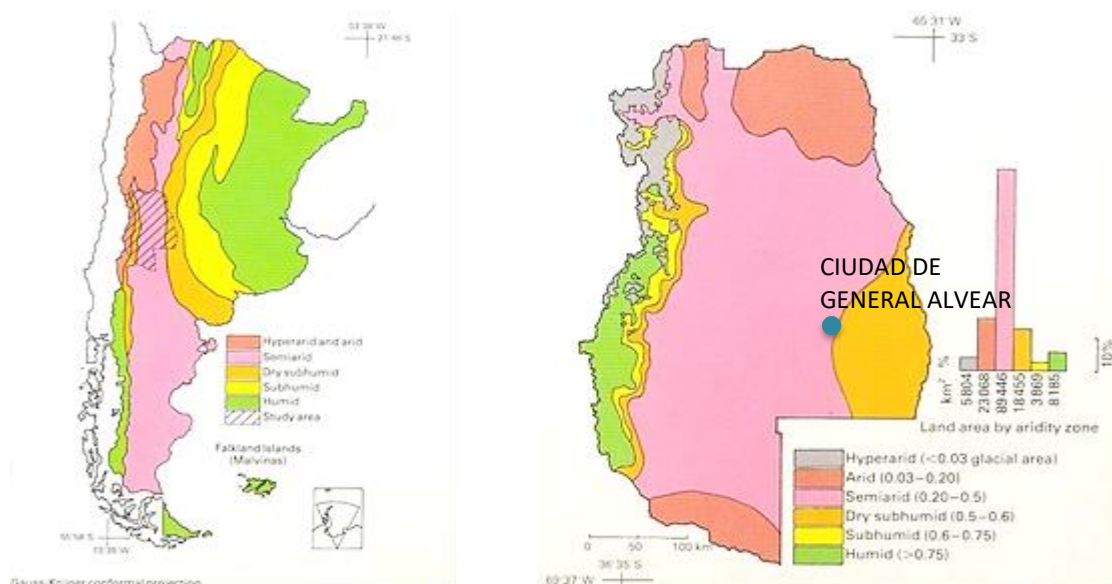 53°38' W
21°46' S
Hyperarid and arid
Semiarid
Dry subhumid
Subhumid
Humid
Study area
Falkland Islands
(Malvinas)
Gauss-Krüger conformal projection
65°31' W
33°S
CIUDAD DE
GENERAL ALVEAR
10%
km² %
5804
23068
89446
18455
3869
8185
Land area by aridity zone
Hyperarid (<0.03 glacial area)
Arid (0.03–0.20)
Semiarid (0.20–0.5)
Dry subhumid (0.5–0.6)
Subhumid (0.6–0.75)
Humid (>0.75)
0 50 100 km
36°35 S